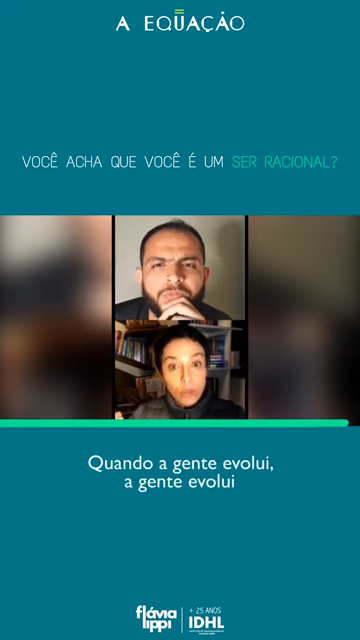 A EQUAÇÃO
VOCÊ ACHA QUE VOCÊ É UM SER RACIONAL?
Quando a gente evolui,
a gente evolui
flávia
lippi
+ 25 ANOS
IDHL